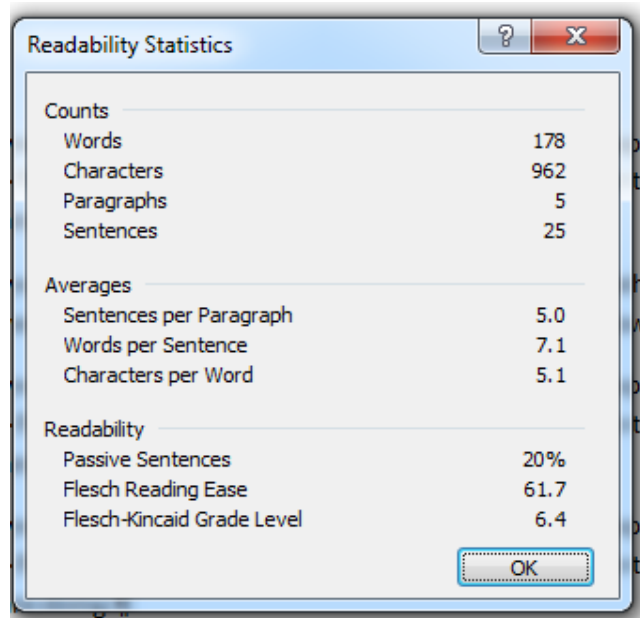 Readability Statistics
Counts
Words 178
Characters 962
Paragraphs 5
Sentences 25
Averages
Sentences per Paragraph 5.0
Words per Sentence 7.1
Characters per Word 5.1
Readability
Passive Sentences 20%
Flesch Reading Ease 61.7
Flesch-Kincaid Grade Level 6.4
OK